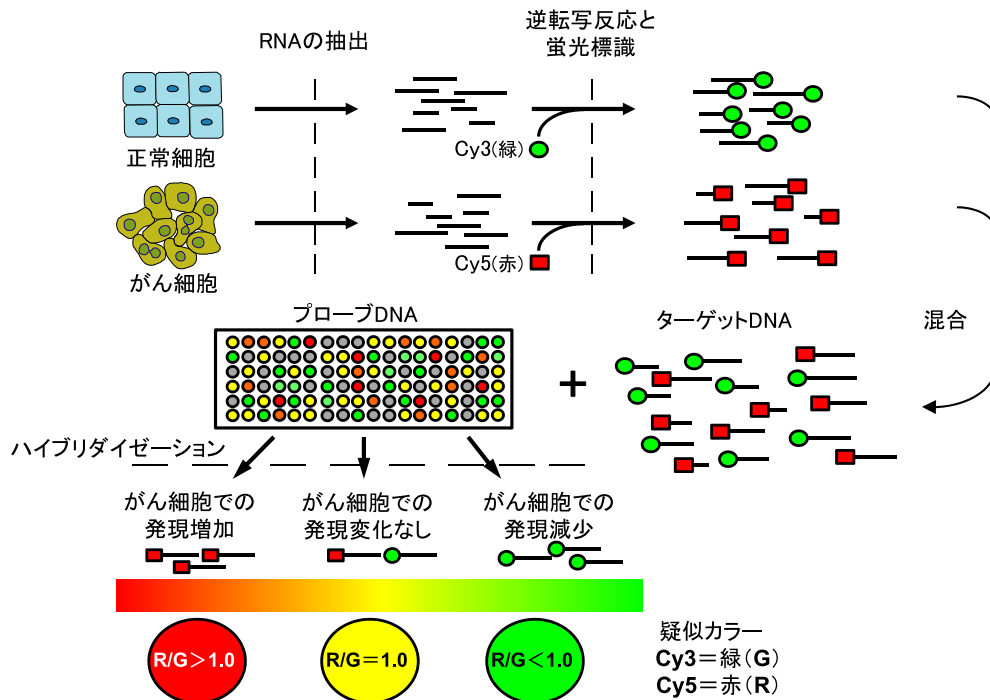 RNAの抽出
逆転写反応と
蛍光標識
正常細胞
Cy3(緑)
がん細胞
Cy5(赤)
プローブDNA
ターゲットDNA
混合
ハイブリダイゼーション
がん細胞での
発現増加
がん細胞での
発現変化なし
がん細胞での
発現減少
R/G>1.0
R/G=1.0
R/G<1.0
疑似カラー
Cy3=緑(G)
Cy5=赤(R)